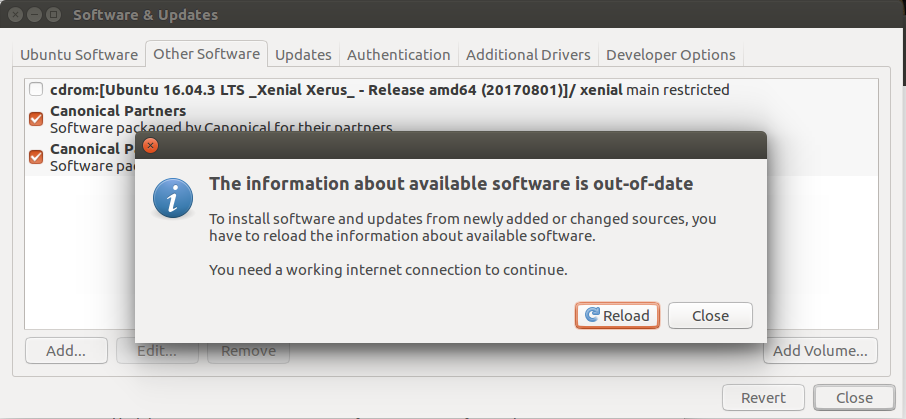 Software & Updates
Ubuntu Software Other Software Updates Authentication Additional Drivers Developer Options
cdrom:[Ubuntu 16.04.3 LTS _Xenial Xerus_ - Release amd64 (20170801)]/ xenial main restricted
Canonical Partners
Software packaged by Canonical for their partners
Canonical
Software
The information about available software is out-of-date
To install software and updates from newly added or changed sources, you
have to reload the information about available software.
You need a working internet connection to continue.
Reload Close
Add... Edit... Remove Add Volume...
Revert Close